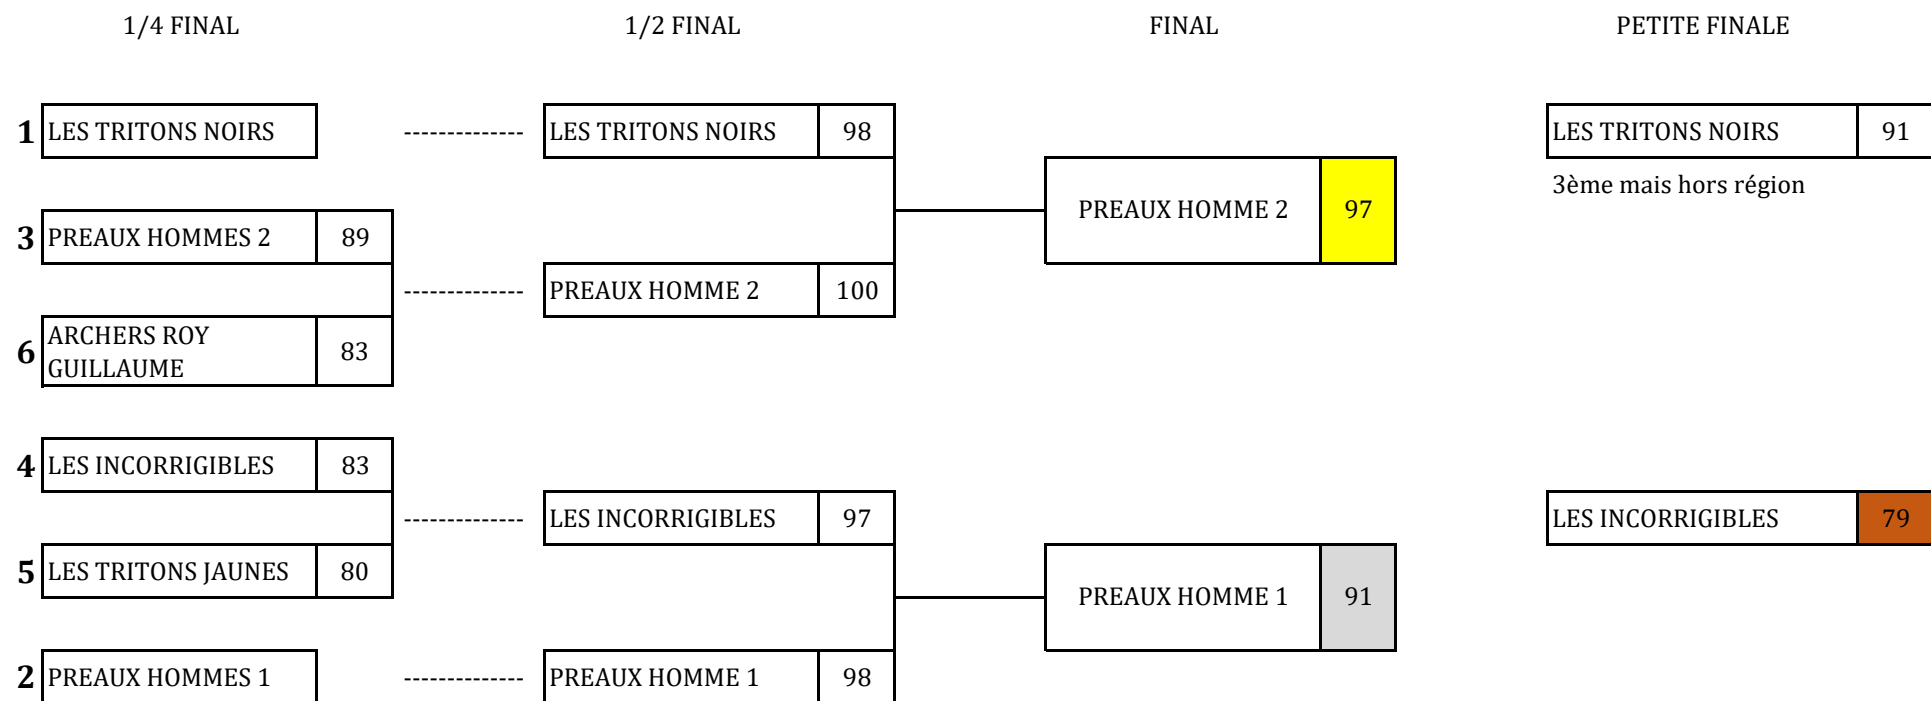 1/4 FINAL 1/2 FINAL FINAL PETITE FINALE
1 LES TRITONS NOIRS ------------- LES TRITONS NOIRS 98 LES TRITONS NOIRS 91
3ème mais hors région
PREAUX HOMME 2 97
3 PREAUX HOMMES 2 89
------------- PREAUX HOMME 2 100
6 ARCHERS ROY
GUILLAUME 83
4 LES INCORRIGIBLES 83
------------- LES INCORRIGIBLES 97 LES INCORRIGIBLES 79
5 LES TRITONS JAUNES 80
PREAUX HOMME 1 91
2 PREAUX HOMMES 1 ------------- PREAUX HOMME 1 98